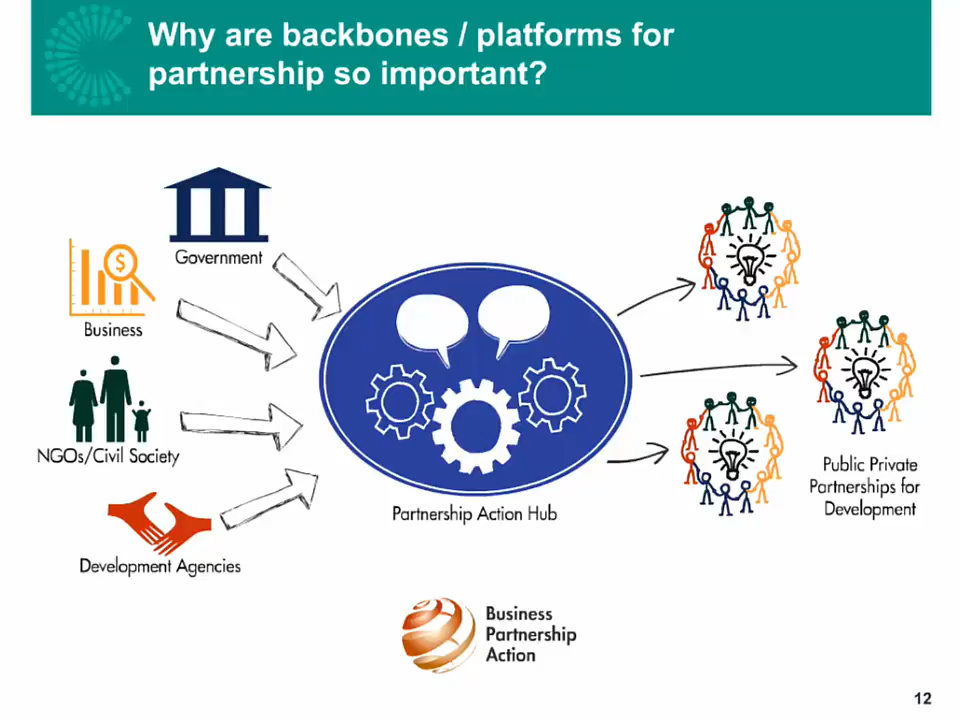 Why are backbones / platforms for
partnership so important?
Government
Business
NGOs/Civil Society
Development Agencies
$
Partnership Action Hub
Public Private
Partnerships for
Development
Business
Partnership
Action
12